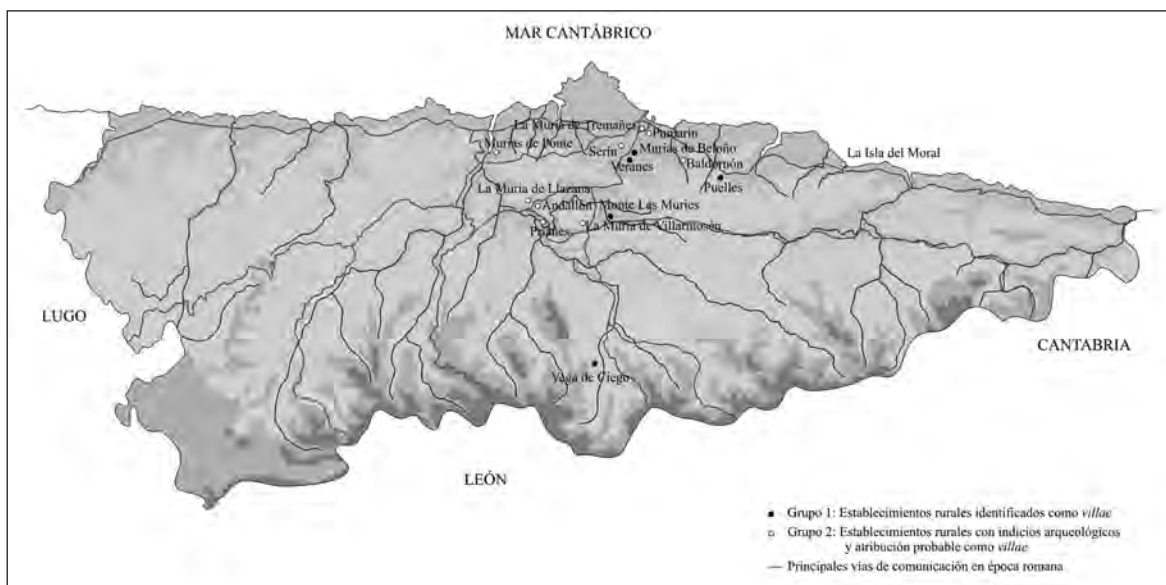 MAR CANTÁBRICO
La Muria de Tremañes
Pumarín
Murias de Ponte
Serín
Murias de Beloño
Veranes
Baldornón
La Isla del Moral
Puelles
La Muria de Llazana
Andallón
Monte Les Muries
Priañes
La Muria de Villarmosén
LUGO
CANTABRIA
Vega de Ciego
LEÓN
Grupo 1: Establecimientos rurales identificados como villae
Grupo 2: Establecimientos rurales con indicios arqueológicos
y atribución probable como villae
Principales vías de comunicación en época romana